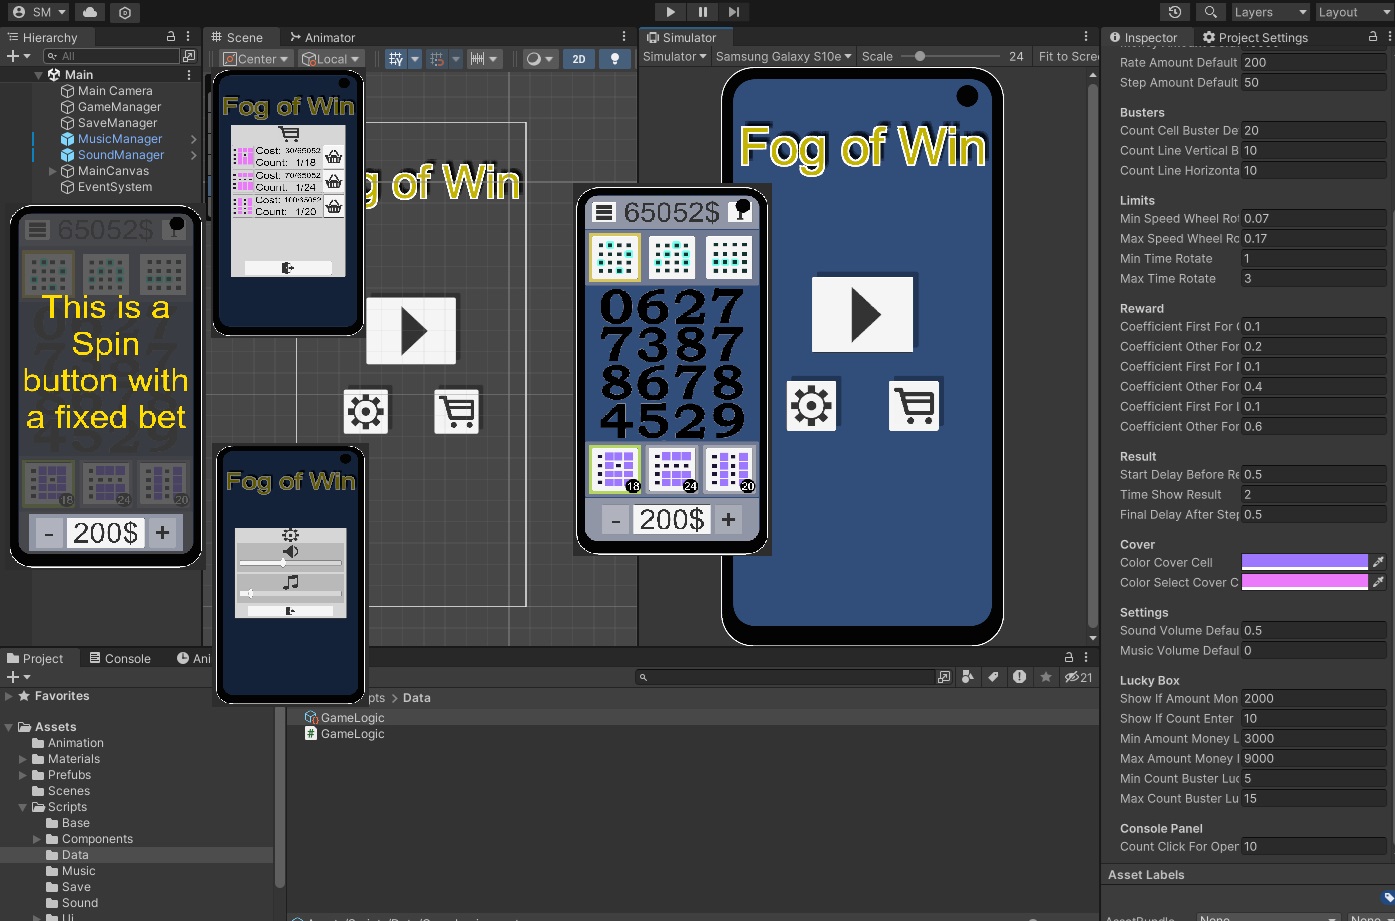 SM
Layers
Layout
Hierarchy
All
Main
Main Camera
GameManager
SaveManager
MusicManager
SoundManager
MainCanvas
EventSystem
65052$
This is a
Spin
button with
a fixed bet
18
24
20
- 200$ +
Scene
Animator
Center
Local
2D
Fog of Win
Cost: 30/65052
Count: 1/18
Cost: 70/65052
Count: 1/24
Cost: 100/65052
Count: 1/20
g of Win
Fog of Win
Simulator
Simulator
Samsung Galaxy S10e
Scale
24
Fit to Scree
Fog of Win
65052$
0627
7387
8678
4529
18
24
20
- 200$ +
Inspector
Project Settings
Rate Amount Default 200
Step Amount Default 50
Busters
Count Cell Buster De 20
Count Line Vertical B 10
Count Line Horizonta 10
Limits
Min Speed Wheel Rot 0.07
Max Speed Wheel Ro 0.17
Min Time Rotate 1
Max Time Rotate 3
Reward
Coefficient First For 0.1
Coefficient Other For 0.2
Coefficient First For 0.1
Coefficient Other For 0.4
Coefficient First For 0.1
Coefficient Other For 0.6
Result
Start Delay Before Re 0.5
Time Show Result 2
Final Delay After Step 0.5
Cover
Color Cover Cell
Color Select Cover C
Settings
Sound Volume Defau 0.5
Music Volume Defaul 0
Lucky Box
Show If Amount Mon 2000
Show If Count Enter 10
Min Amount Money L 3000
Max Amount Money 9000
Min Count Buster Luc 5
Max Count Buster Lu 15
Console Panel
Count Click For Oper 10
Asset Labels
Project
Console
Ani
21
Favorites
Assets
Animation
Materials
Prefubs
Scenes
Scripts
Base
Components
Data
Music
Save
Sound
Ui
pts > Data
GameLogic
GameLogic